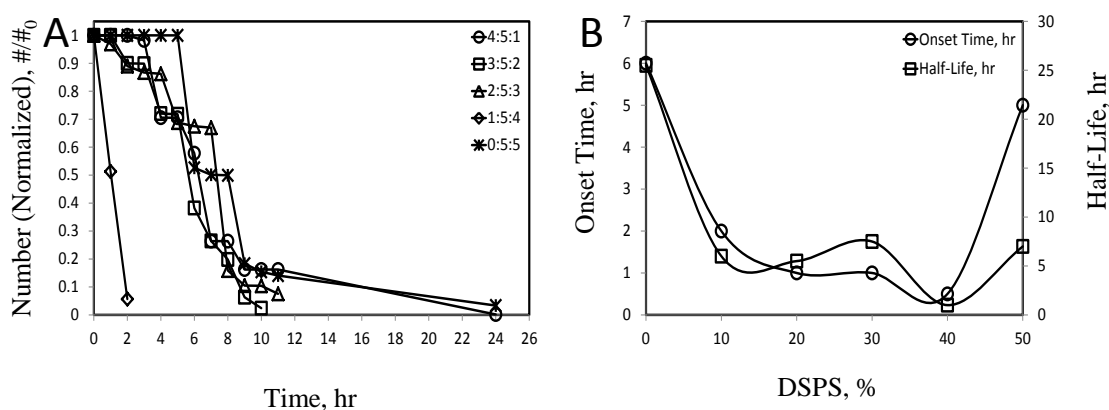 A
Number (Normalized), #/#0
1
0.9
0.8
0.7
0.6
0.5
0.4
0.3
0.2
0.1
0
0 2 4 6 8 10 12 14 16 18 20 22 24 26
Time, hr
4:5:1
3:5:2
2:5:3
1:5:4
0:5:5
B
Onset Time, hr
7
6
5
4
3
2
1
0
0 10 20 30 40 50
DSPS, %
Onset Time, hr
Half-Life, hr
30
25
20
15
10
5
0
Half-Life, hr